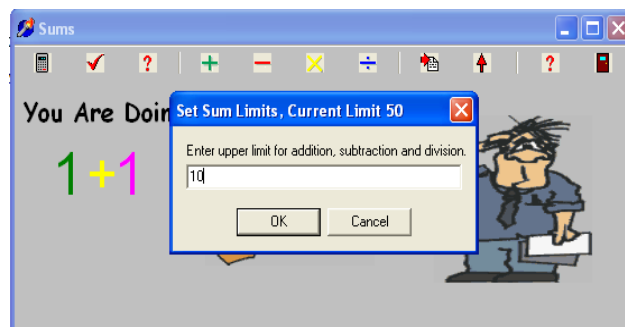 Sums
You Are Doin
Set Sum Limits, Current Limit 50
Enter upper limit for addition, subtraction and division.
1+1
10
OK Cancel